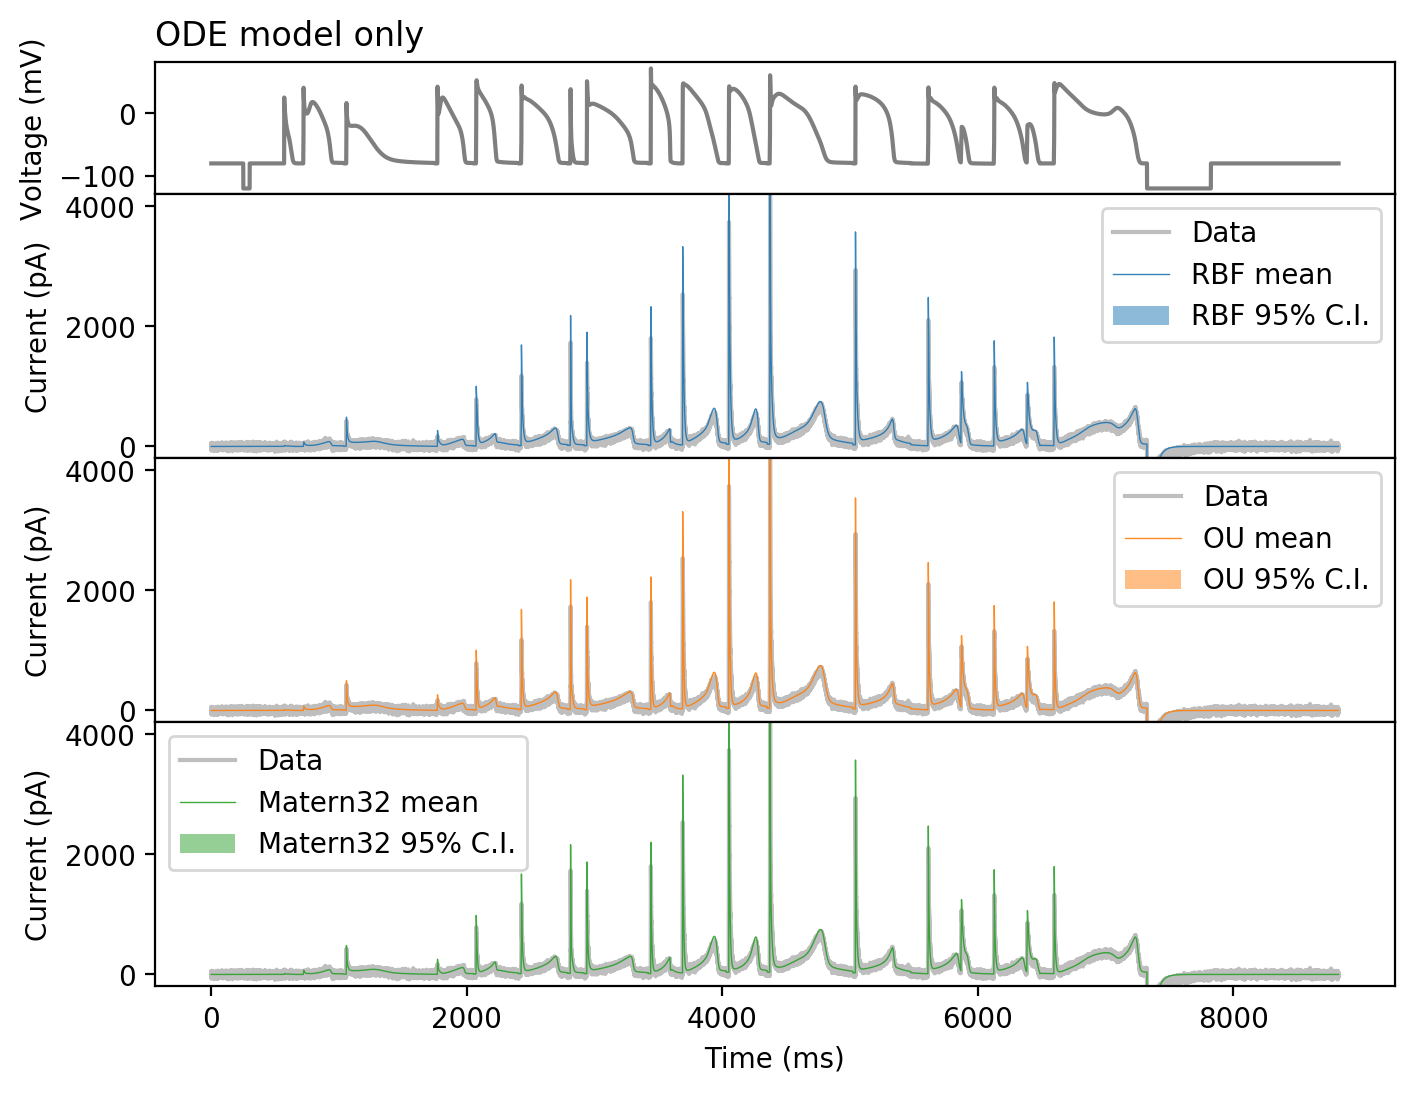 ODE model only
Voltage (mV)
0
−100
Current (pA)
4000
2000
0
Data
RBF mean
RBF 95% C.I.
Current (pA)
4000
2000
0
Data
OU mean
OU 95% C.I.
Current (pA)
4000
2000
0
Data
Matern32 mean
Matern32 95% C.I.
0 2000 4000 6000 8000
Time (ms)